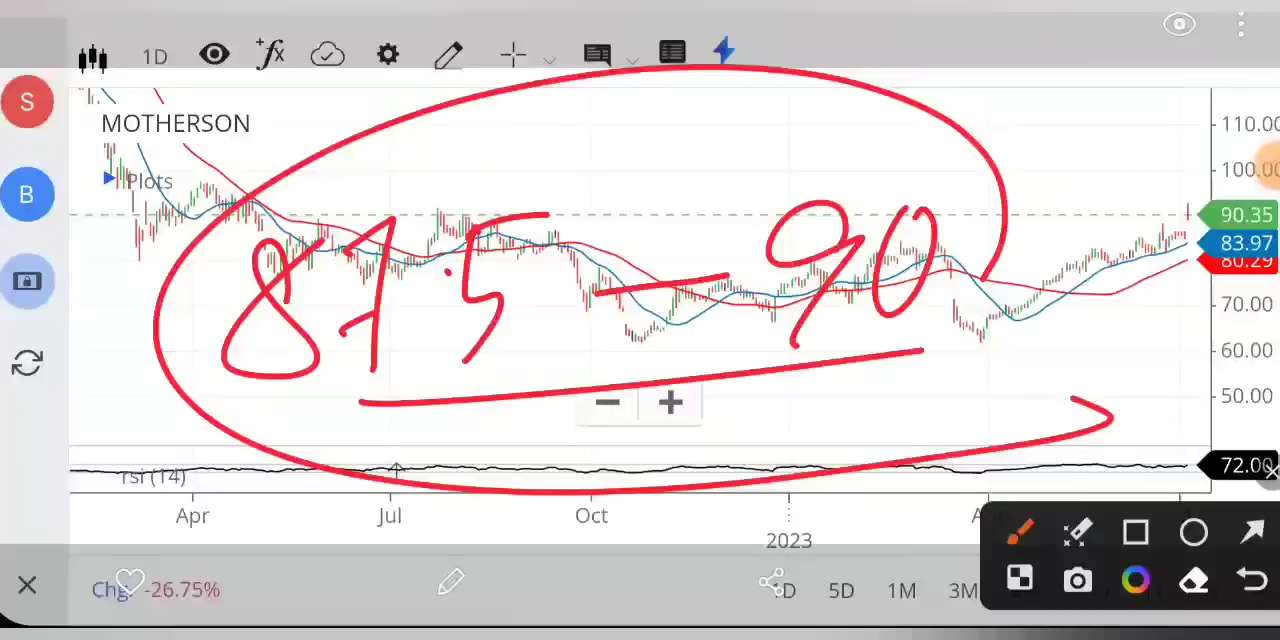 1D
fx
S
MOTHERSON
110.00
Plots
100.00
B
90.35
83.97
80.29
87.5 — 90
70.00
60.00
50.00
rsi (14)
72.00
Apr
Jul
Oct
2023
Chg: -26.75%
1D
5D
1M
3M